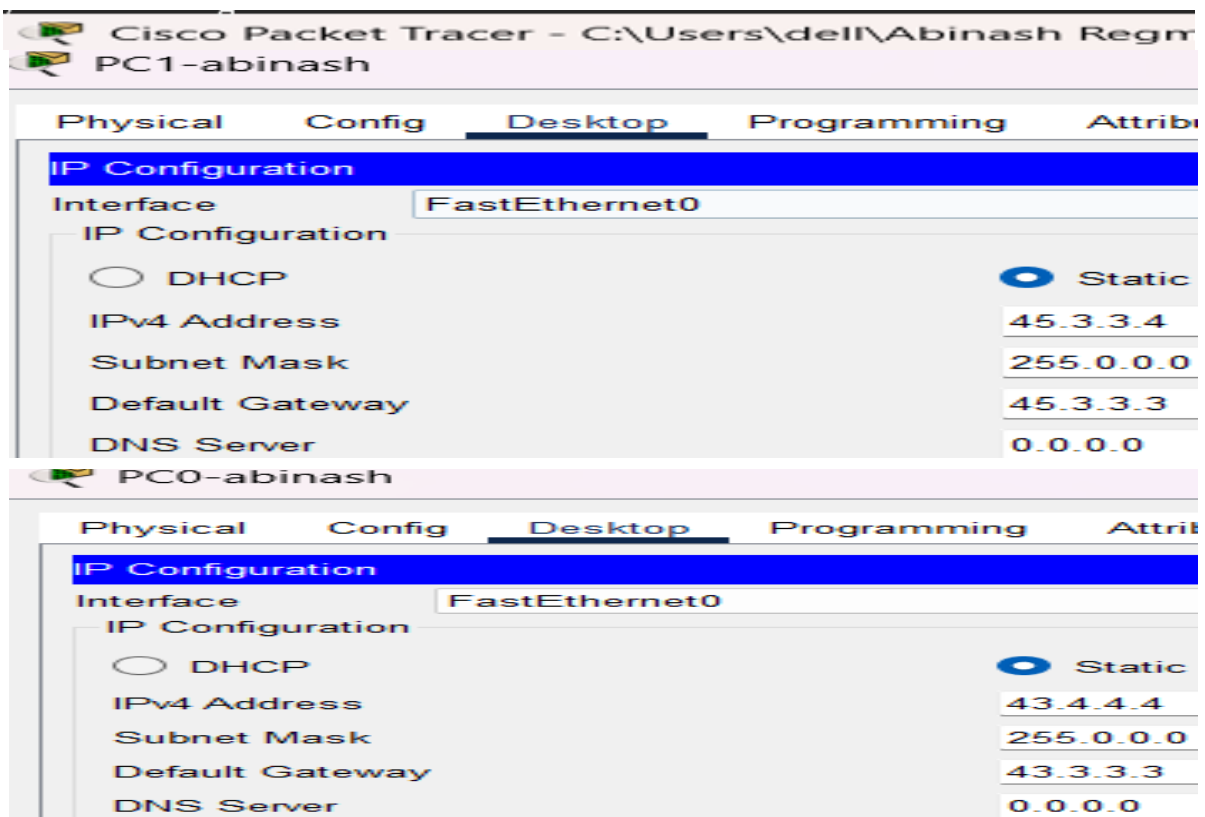 Cisco Packet Tracer - C:\Users\dell\Abinash Regm
PC1-abinash
Physical Config Desktop Programming Attrib
IP Configuration
Interface FastEthernet0
IP Configuration
DHCP Static
IPv4 Address 45.3.3.4
Subnet Mask 255.0.0.0
Default Gateway 45.3.3.3
DNS Server 0.0.0.0
PC0-abinash
Physical Config Desktop Programming Attrib
IP Configuration
Interface FastEthernet0
IP Configuration
DHCP Static
IPv4 Address 43.4.4.4
Subnet Mask 255.0.0.0
Default Gateway 43.3.3.3
DNS Server 0.0.0.0